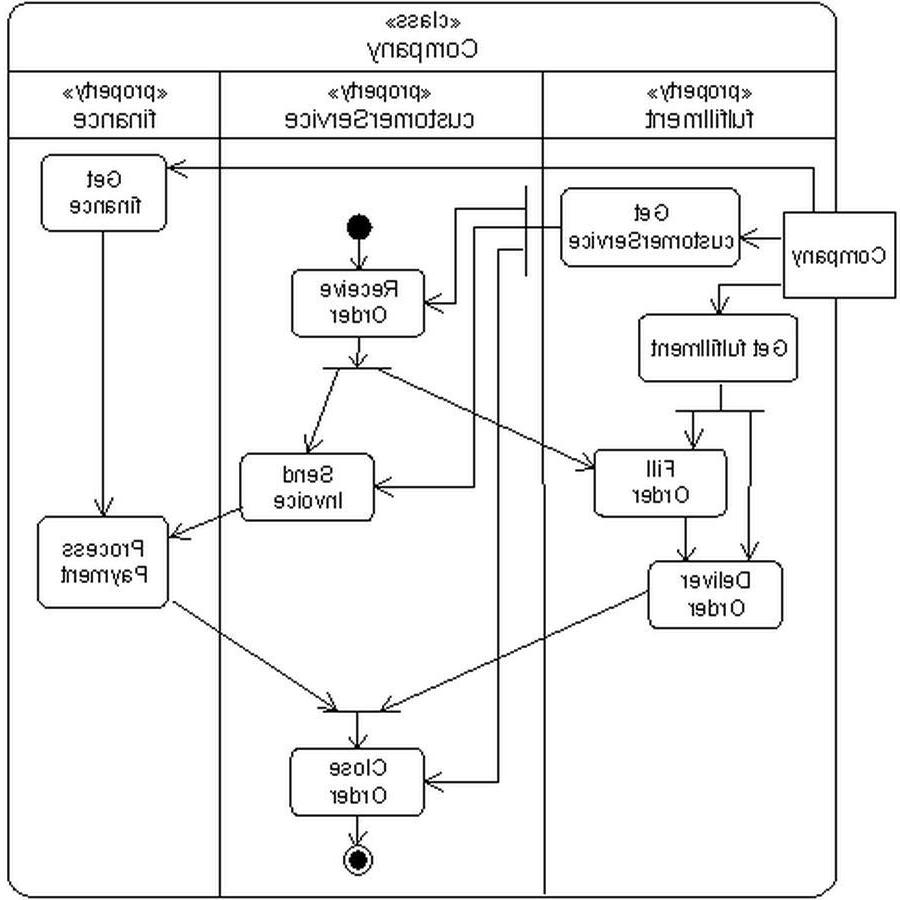 «class»
Company
«property»
fulfillment
«property»
customerService
«property»
finance
Get
finance
Get
customerService
Company
Receive
Order
Get fulfillment
Fill
Order
Send
Invoice
Process
Payment
Deliver
Order
Close
Order